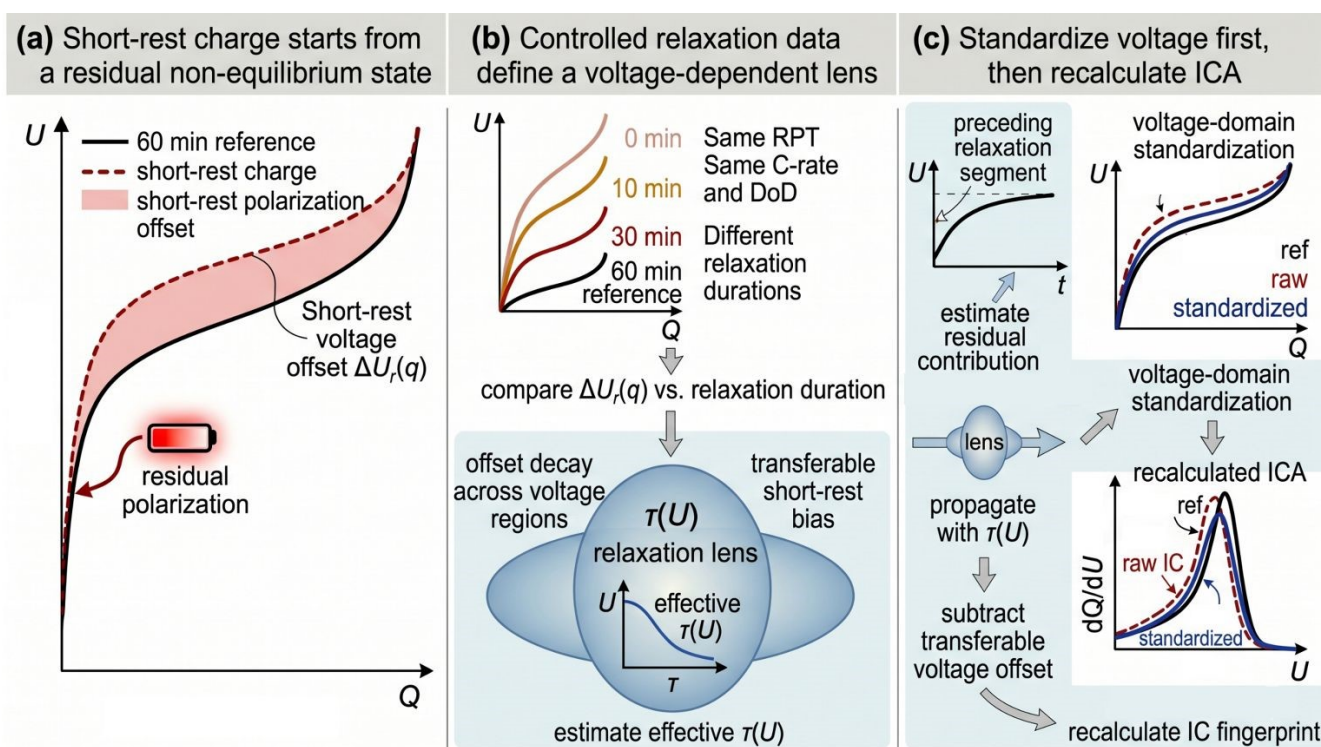 (a) Short-rest charge starts from
a residual non-equilibrium state
U
60 min reference
short-rest charge
short-rest polarization
offset
Short-rest
voltage
offset ΔUᵣ(q)
residual
polarization
Q
(b) Controlled relaxation data
define a voltage-dependent lens
U
0 min
10 min
30 min
60 min
reference
Same RPT
Same C-rate
and DoD
Different
relaxation
durations
Q
compare ΔUᵣ(q) vs. relaxation duration
offset decay
across voltage
regions
transferable
short-rest
bias
τ(U)
relaxation lens
U
effective
τ(U)
τ
estimate effective τ(U)
(c) Standardize voltage first,
then recalculate ICA
preceding
relaxation
segment
U
t
estimate
residual
contribution
lens
propagate
with τ(U)
subtract
transferable
voltage offset
voltage-domain
standardization
U
ref
raw
standardized
Q
voltage-domain
standardization
recalculated ICA
ref
raw IC
standardized
dQ/dU
U
recalculate IC fingerprint